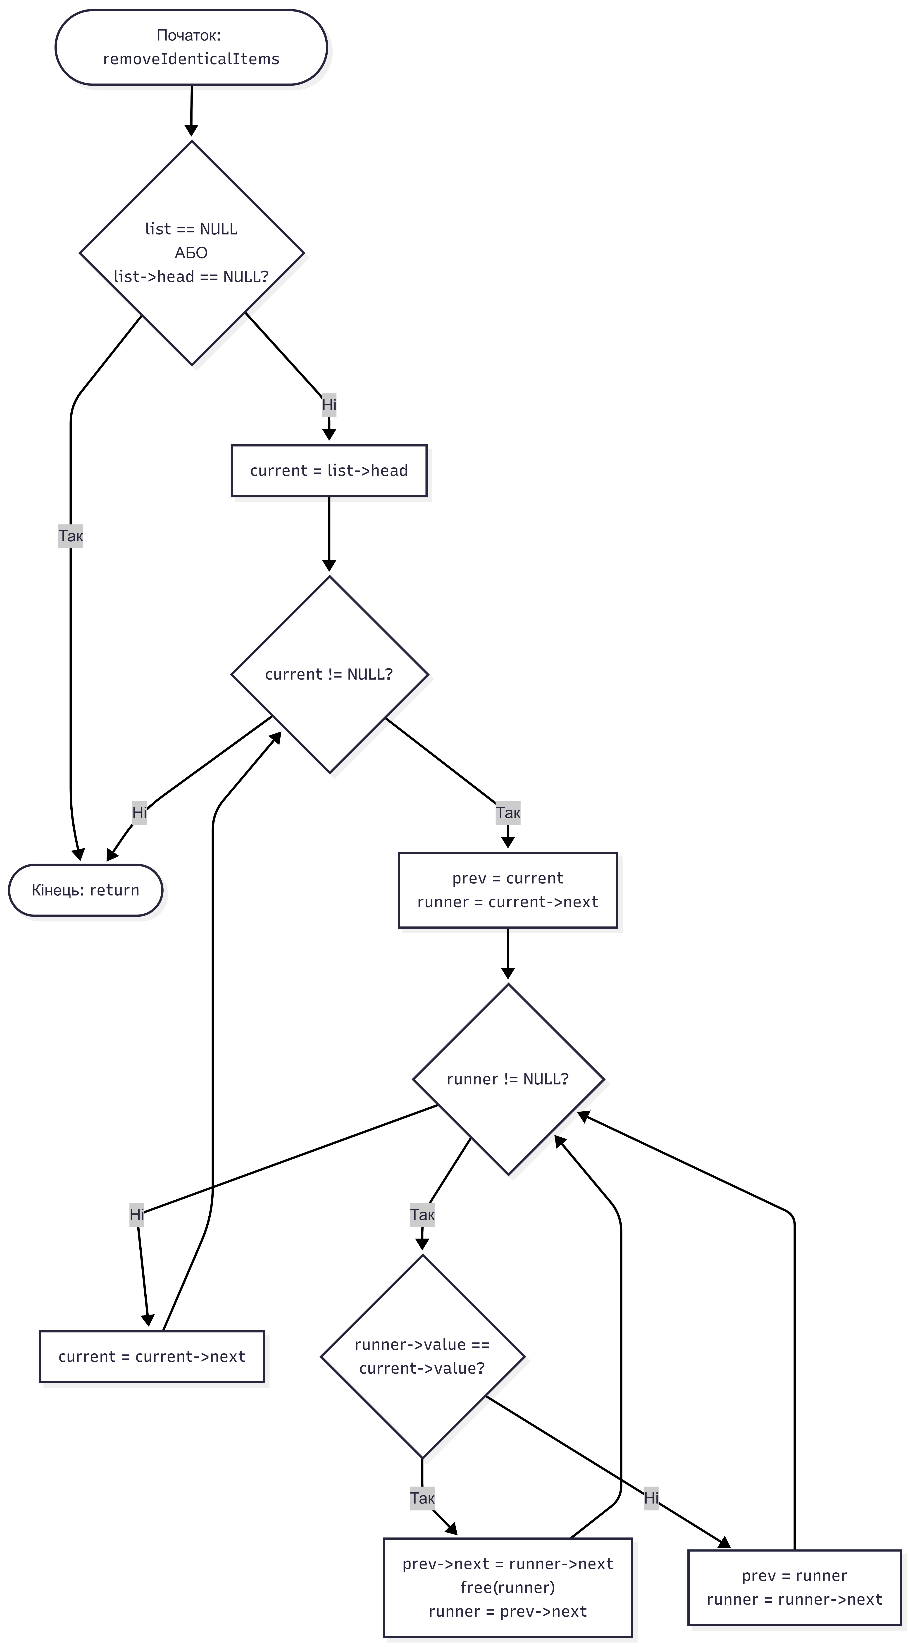 Початок:
removeIdenticalItems
list == NULL
АБО
list->head == NULL?
Ні
current = list->head
Так
current != NULL?
Ні
Так
prev = current
runner = current->next
Кінець: return
runner != NULL?
Ні
Так
runner->value ==
current->value?
current = current->next
Так
Ні
prev->next = runner->next
free(runner)
runner = prev->next
prev = runner
runner = runner->next